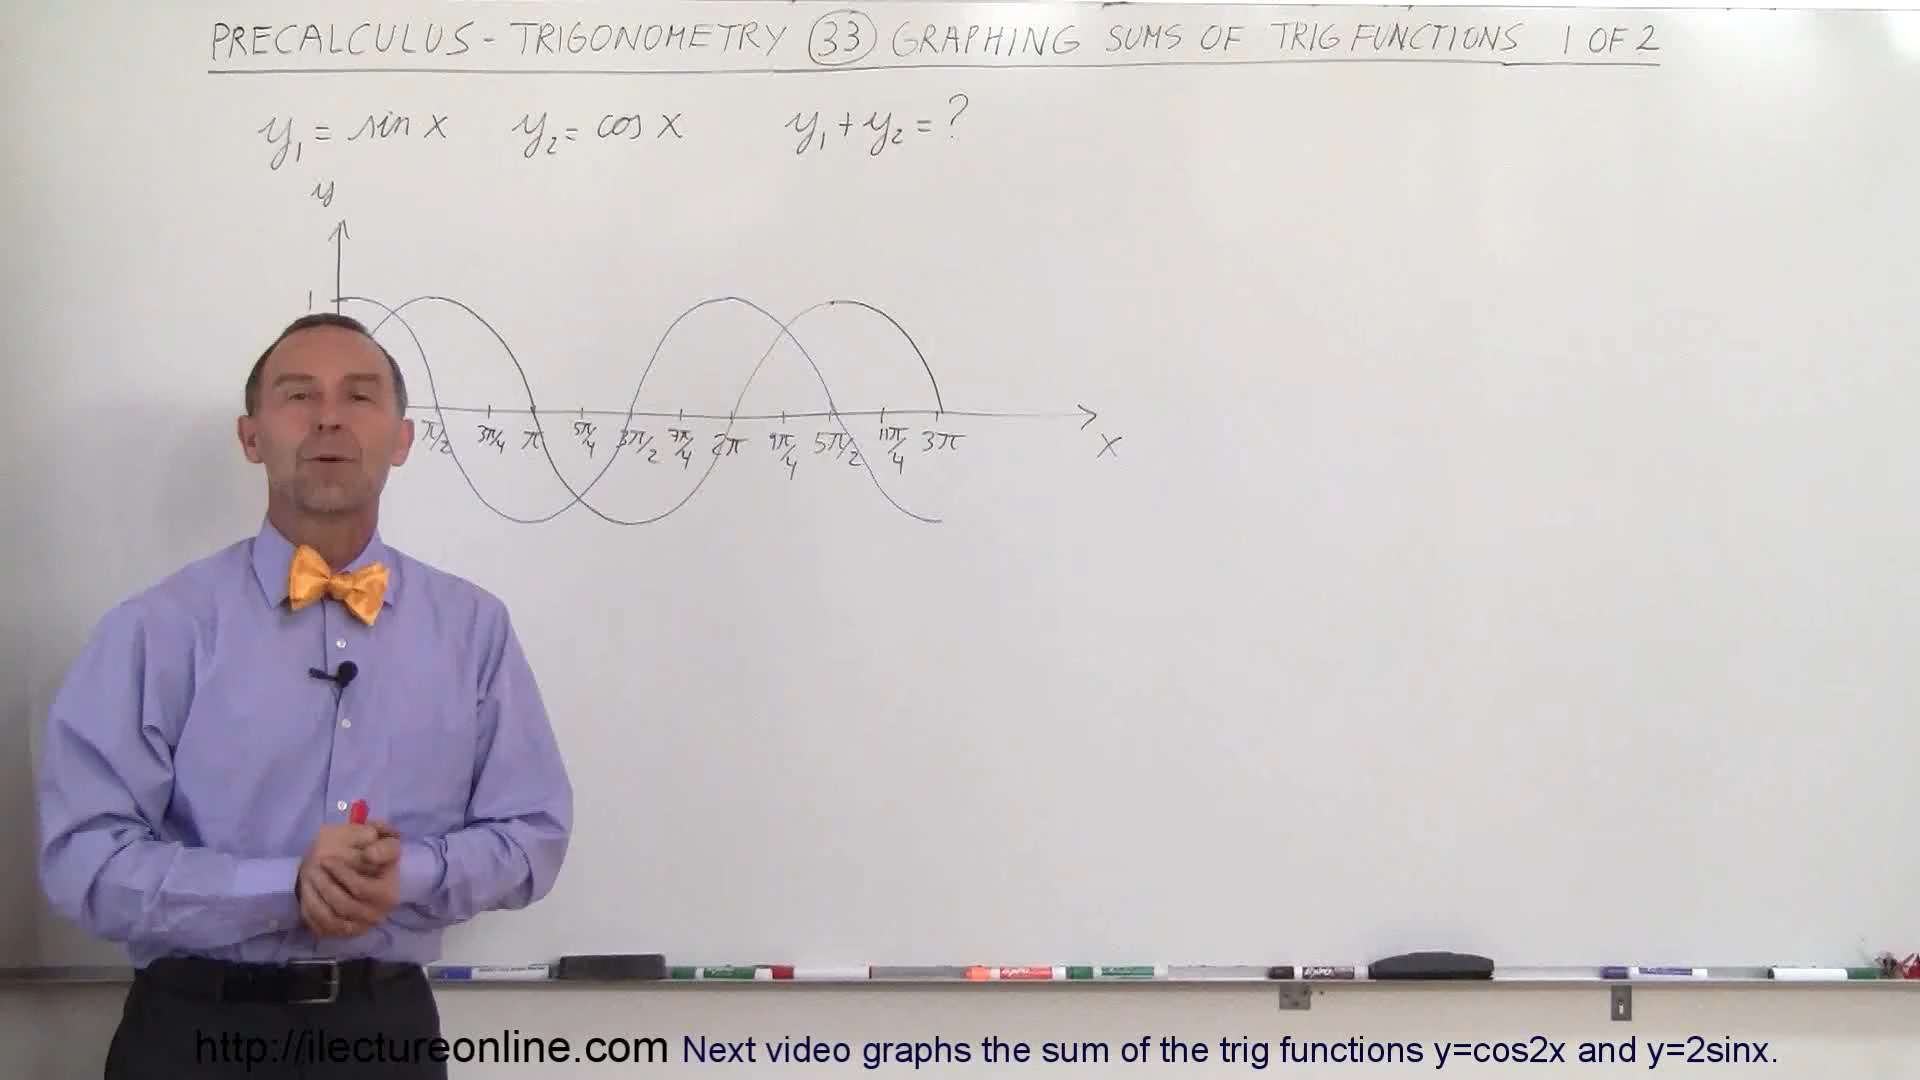 PRECALCULUS - TRIGONOMETRY 33 GRAPHING SUMS OF TRIG FUNCTIONS 1 OF 2
y₁ = sin x y₂ = cos x y₁ + y₂ = ?
y
1
π/2 3π/4 π 5π/4 3π/2 7π/4 2π 9π/4 5π/2 11π/4 3π
x
http://ilectureonline.com Next video graphs the sum of the trig functions y=cos2x and y=2sinx.